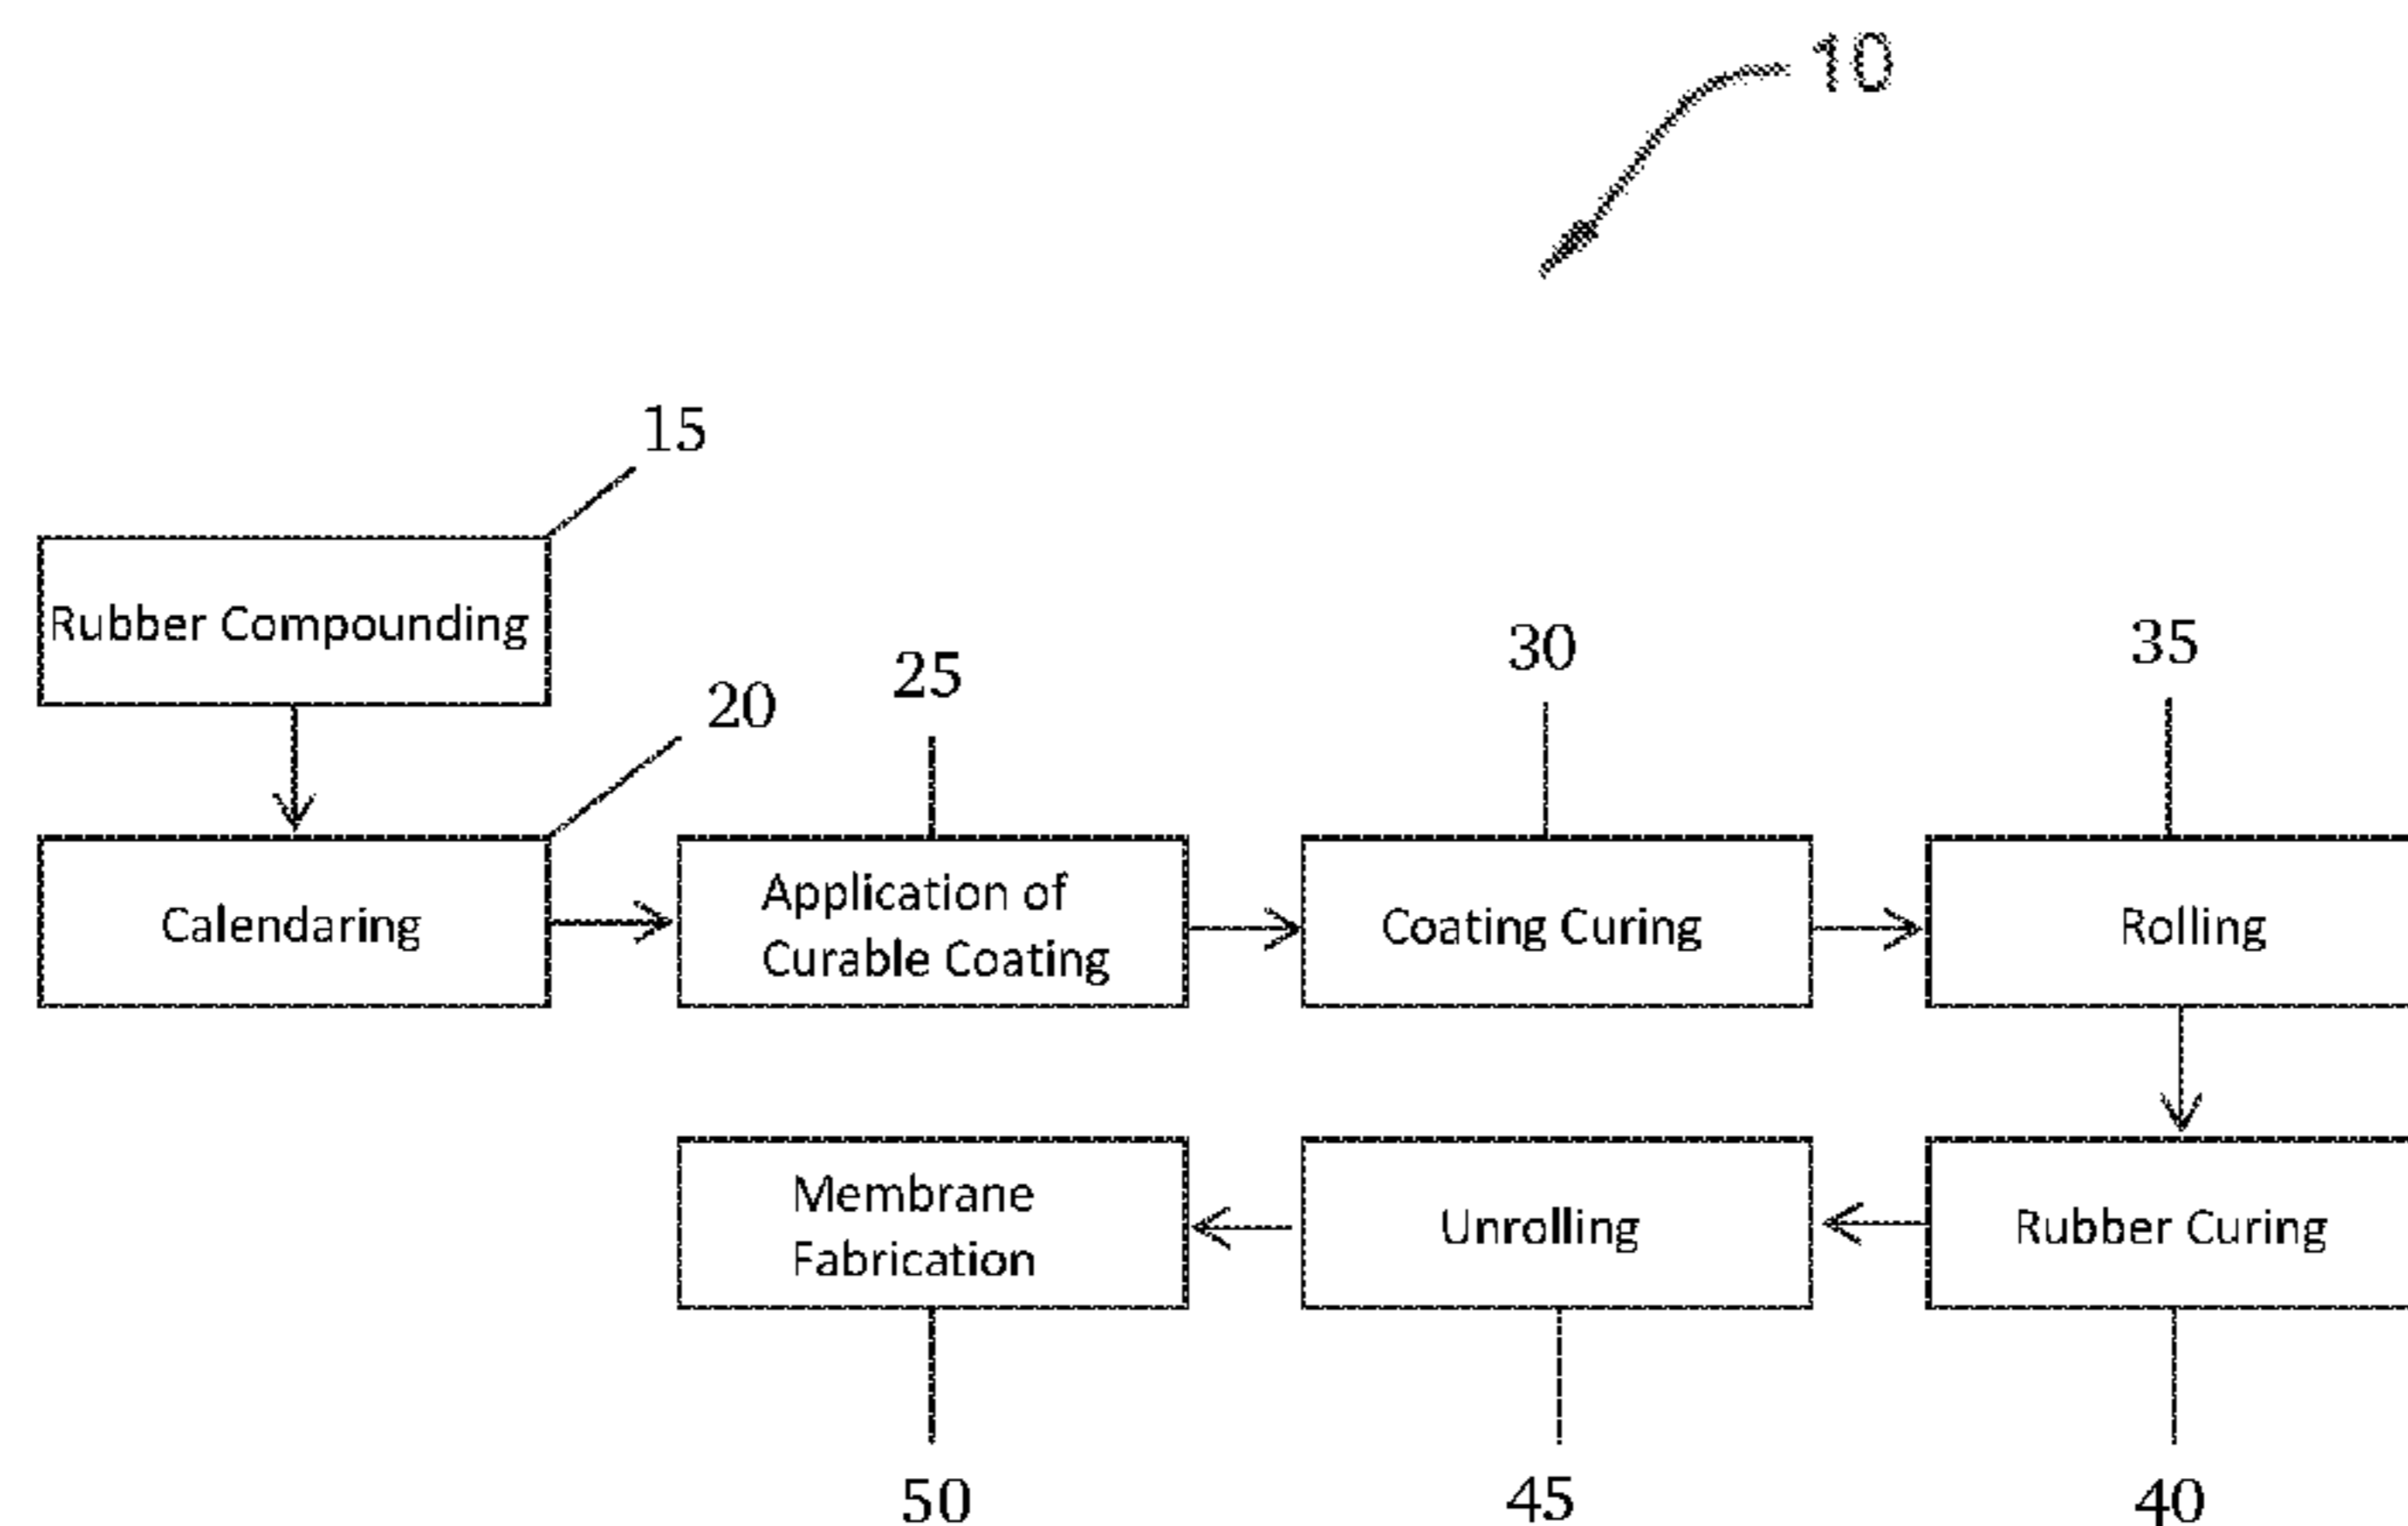 10
15
Rubber Compounding
20
25
30
35
Calendaring
Application of
Curable Coating
Coating Curing
Rolling
Membrane
Fabrication
Unrolling
Rubber Curing
50
45
40